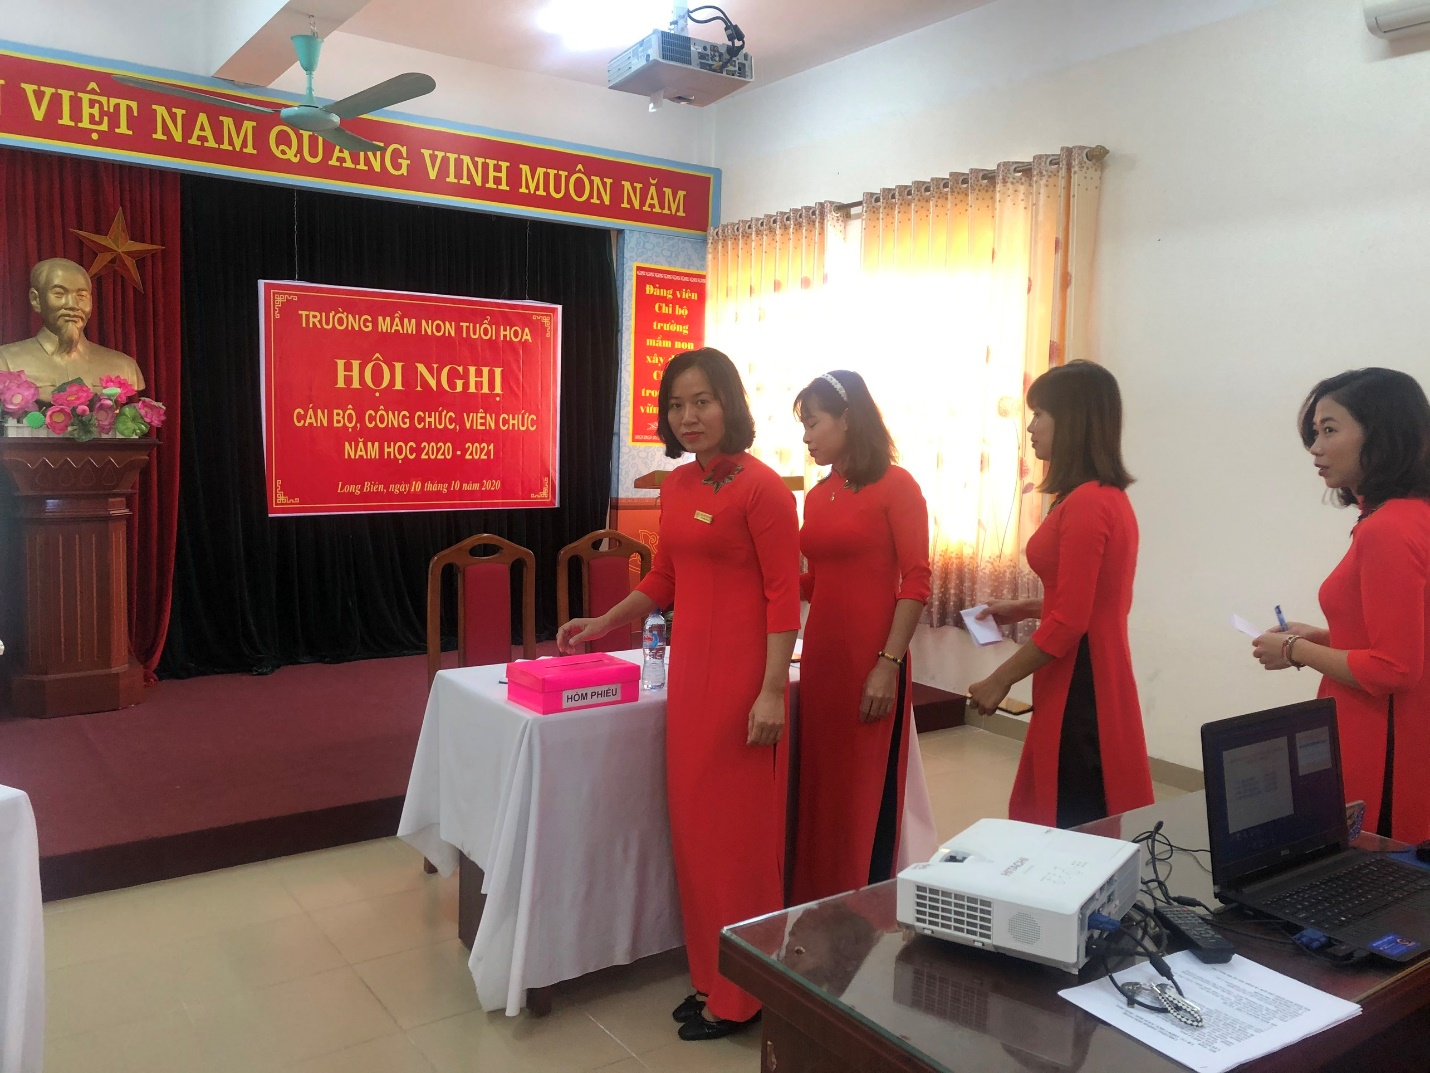 VIỆT NAM QUANG VINH MUÔN NĂM
TRƯỜNG MẦM NON TUỔI HOA
HỘI NGHỊ
CÁN BỘ, CÔNG CHỨC, VIÊN CHỨC
NĂM HỌC 2020 - 2021
Long Biên, ngày 10 tháng 10 năm 2020
Đảng viên
Chi bộ
trường
mầm non
xây
HÒM PHIẾU
HITACHI